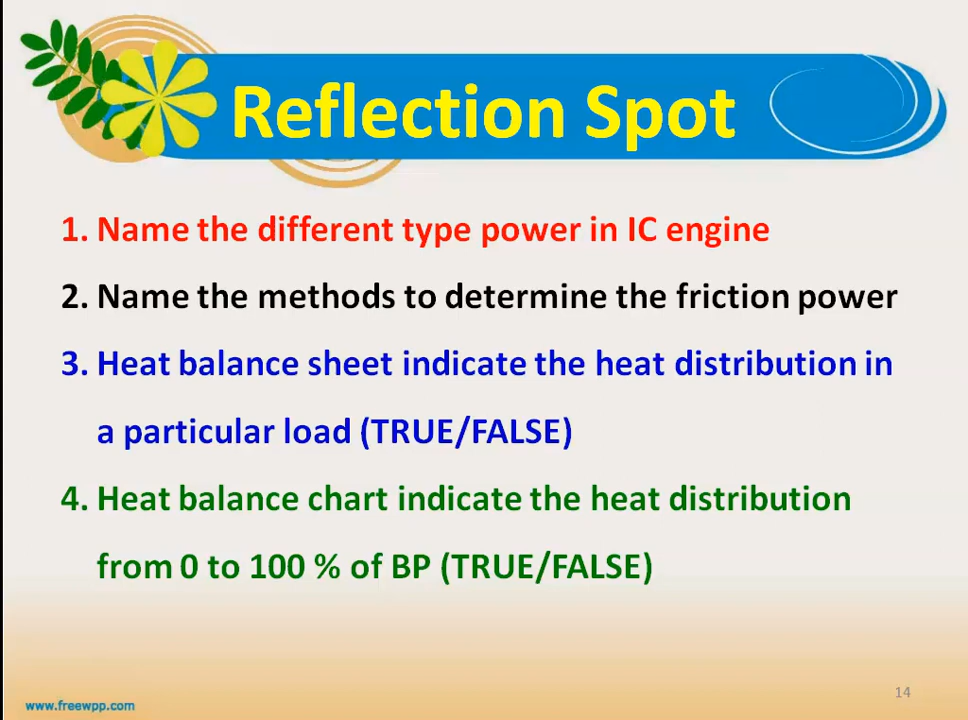 Reflection Spot
1. Name the different type power in IC engine
2. Name the methods to determine the friction power
3. Heat balance sheet indicate the heat distribution in
a particular load (TRUE/FALSE)
4. Heat balance chart indicate the heat distribution
from 0 to 100 % of BP (TRUE/FALSE)
www.freewpp.com
14